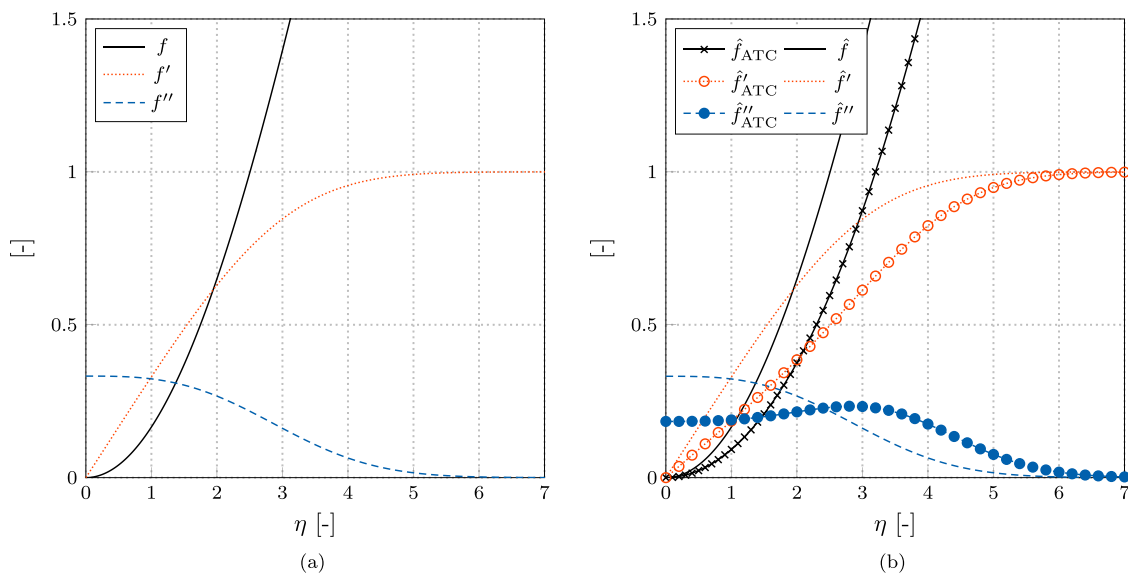 1.5
1
0.5
0
[-]
f
f′
f′′
0 1 2 3 4 5 6 7
η [-]
(a)
1.5
1
0.5
0
[-]
f̂ATC f̂
f̂′ATC f̂′
f̂′′ATC f̂′′
0 1 2 3 4 5 6 7
η [-]
(b)